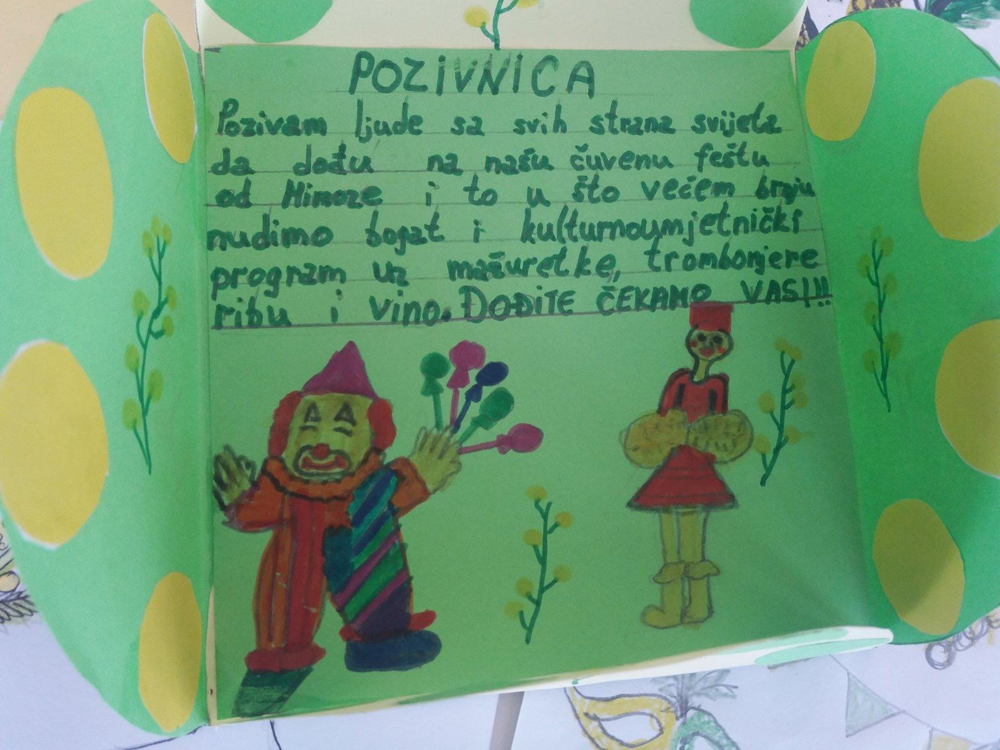 POZIVNICA
Pozivam ljude sa svih strana svijeta
da dođu na našu čuvenu feštu
od Mimoze i to u što većem broju
nudimo bogat i kulturnoumjetnički
program uz mažuretke, trombonjere
ribu i vino. DOĐITE ČEKAMO VAS!!!